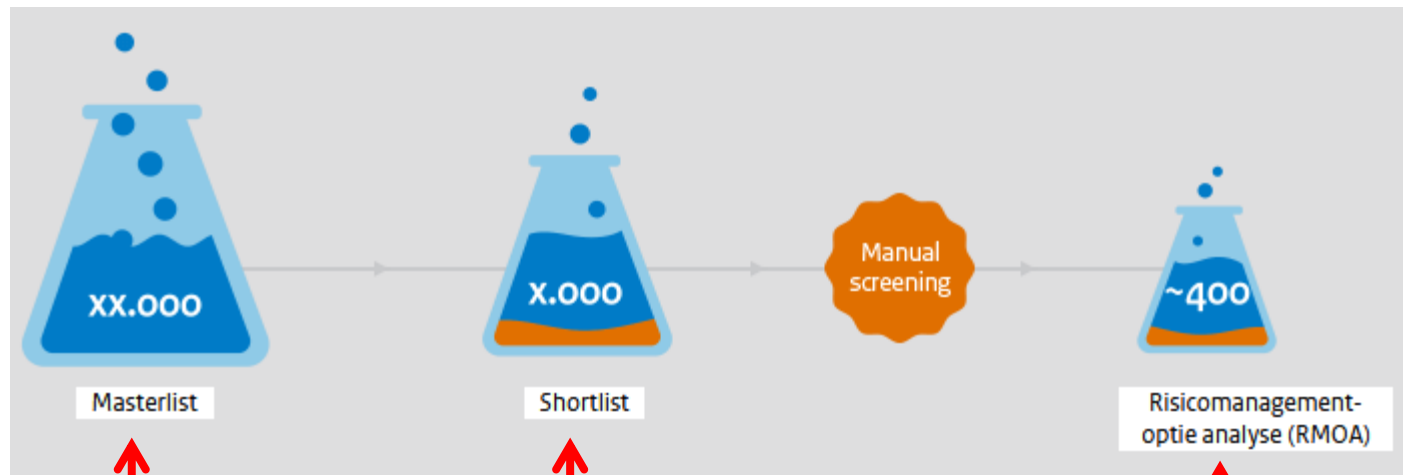 xx.000
x.000
Manual
screening
~400
Masterlist
Shortlist
Risicomanagement-
optie analyse (RMOA)